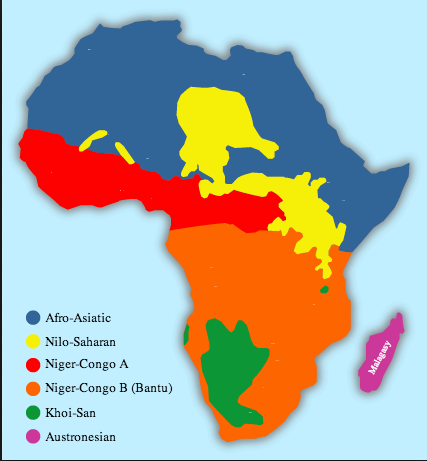 Afro-Asiatic
Nilo-Saharan
Niger-Congo A
Niger-Congo B (Bantu)
Khoi-San
Austronesian
Malagasy